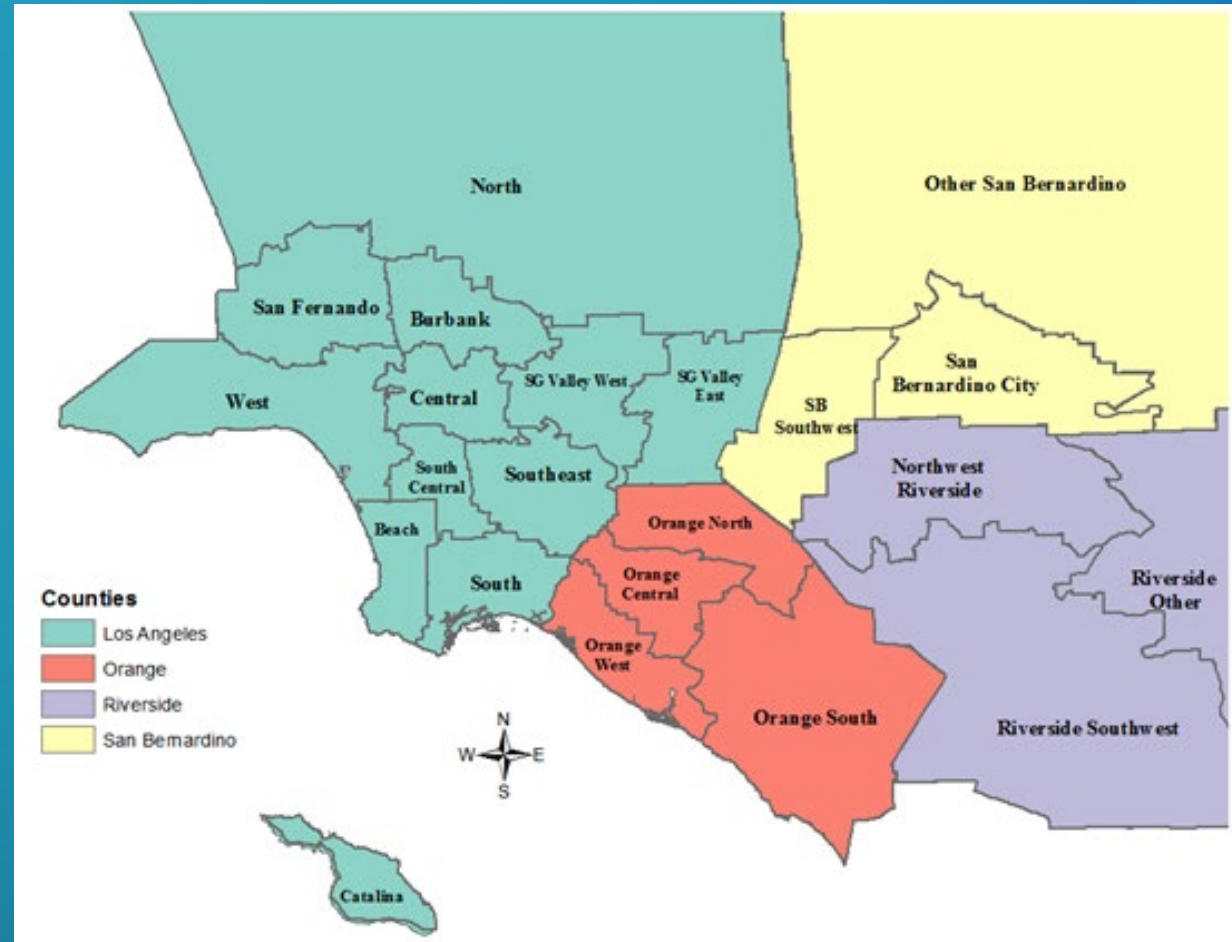 North
Other San Bernardino
San Fernando
Burbank
SG Valley West
SG Valley
East
San
Bernardino City
West
Central
SB
Southwest
South
Central
Southeast
Northwest
Riverside
Beach
Orange North
South
Orange
Central
Riverside
Other
Orange
West
Orange South
Riverside Southwest
Counties
Los Angeles
Orange
Riverside
San Bernardino
N
W
E
S
Catalina